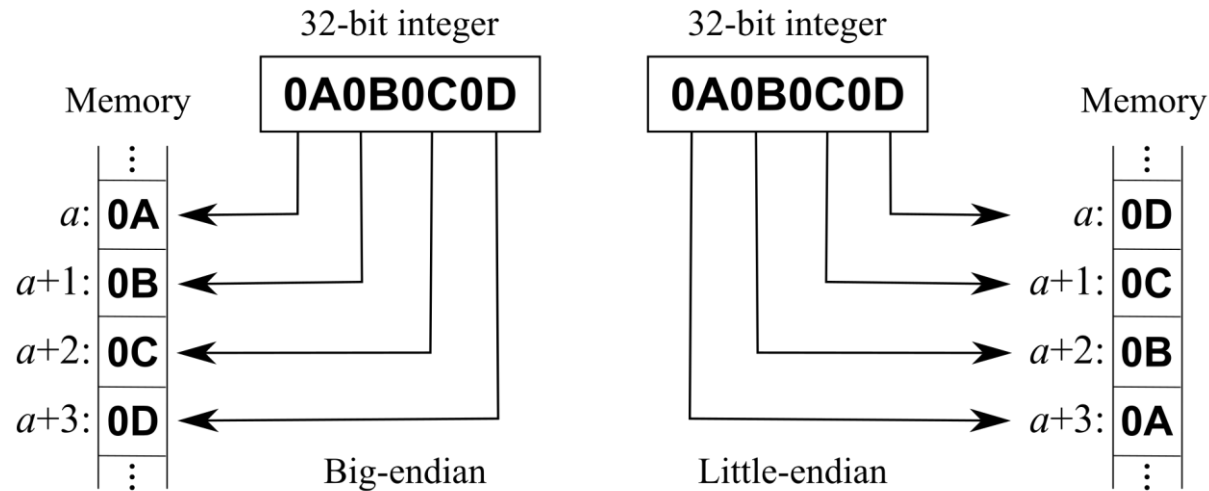 32-bit integer
0A0B0C0D
Memory
⋮
a: 0A
a+1: 0B
a+2: 0C
a+3: 0D
⋮
Big-endian
32-bit integer
0A0B0C0D
Memory
⋮
a: 0D
a+1: 0C
a+2: 0B
a+3: 0A
⋮
Little-endian